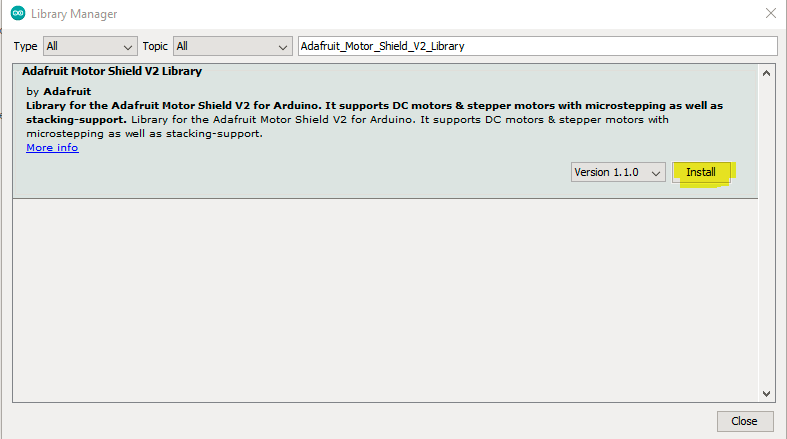 Library Manager
Type All Topic All Adafruit_Motor_Shield_V2_Library
Adafruit Motor Shield V2 Library
by Adafruit
Library for the Adafruit Motor Shield V2 for Arduino. It supports DC motors & stepper motors with microstepping as well as
stacking-support. Library for the Adafruit Motor Shield V2 for Arduino. It supports DC motors & stepper motors with
microstepping as well as stacking-support.
More info
Version 1.1.0 Install
Close